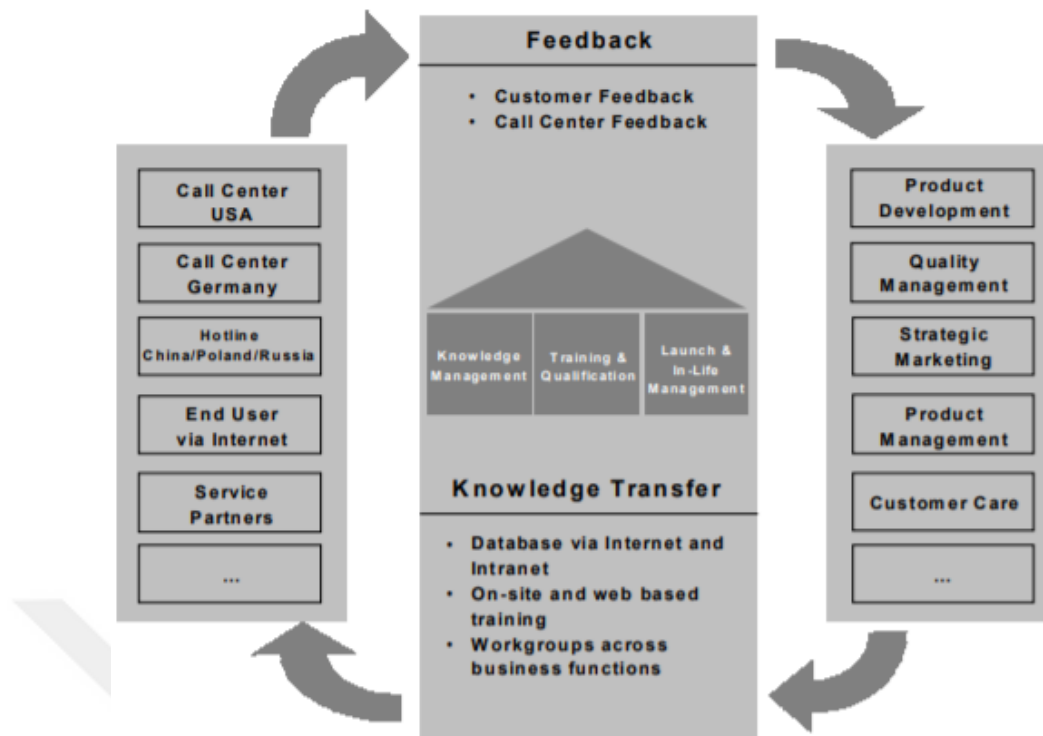 Feedback
• Customer Feedback
• Call Center Feedback
Call Center
USA
Call Center
Germany
Hotline
China/Poland/Russia
End User
via Internet
Service
Partners
...
Knowledge
Management
Training &
Qualification
Launch &
In-Life
Management
Knowledge Transfer
• Database via Internet and
Intranet
• On-site and web based
training
• Workgroups across
business functions
Product
Development
Quality
Management
Strategic
Marketing
Product
Management
Customer Care
...